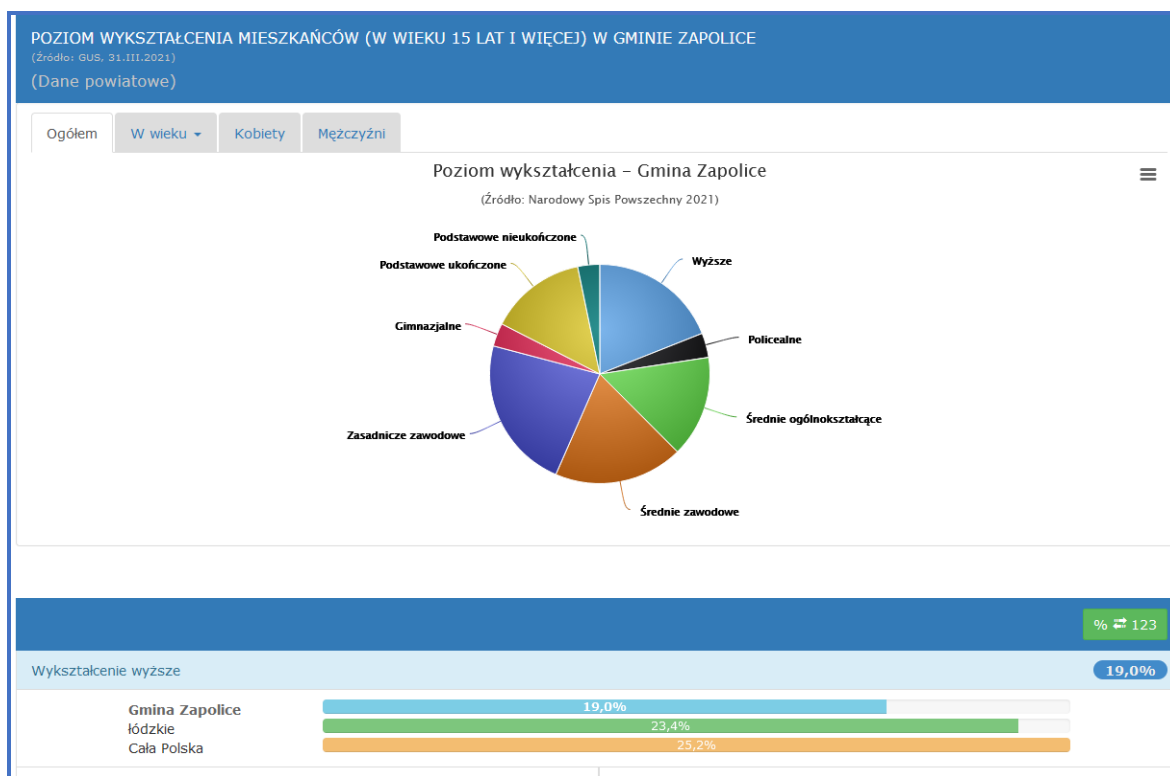 POZIOM WYKSZTAŁCENIA MIESZKAŃCÓW (W WIEKU 15 LAT I WIĘCEJ) W GMINIE ZAPOLICE
(Źródło: GUS, 31.III.2021)
(Dane powiatowe)
Ogółem W wieku Kobiety Mężczyźni
Poziom wykształcenia – Gmina Zapolice
(Źródło: Narodowy Spis Powszechny 2021)
Podstawowe nieukończone
Wyższe
Podstawowe ukończone
Gimnazjalne
Policealne
Średnie ogólnokształcące
Zasadnicze zawodowe
Średnie zawodowe
% ⇄ 123
Wykształcenie wyższe 19,0%
Gmina Zapolice 19,0%
łódzkie 23,4%
Cała Polska 25,2%